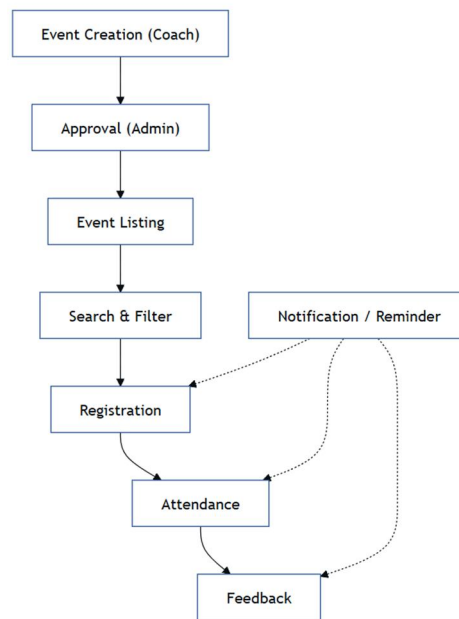 Event Creation (Coach)
Approval (Admin)
Event Listing
Search & Filter
Notification / Reminder
Registration
Attendance
Feedback